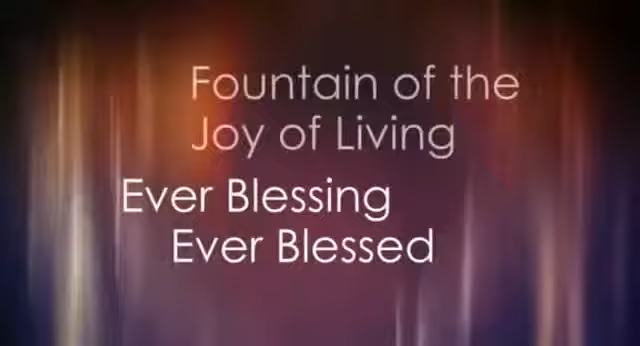 Fountain of the
Joy of Living
Ever Blessing
Ever Blessed